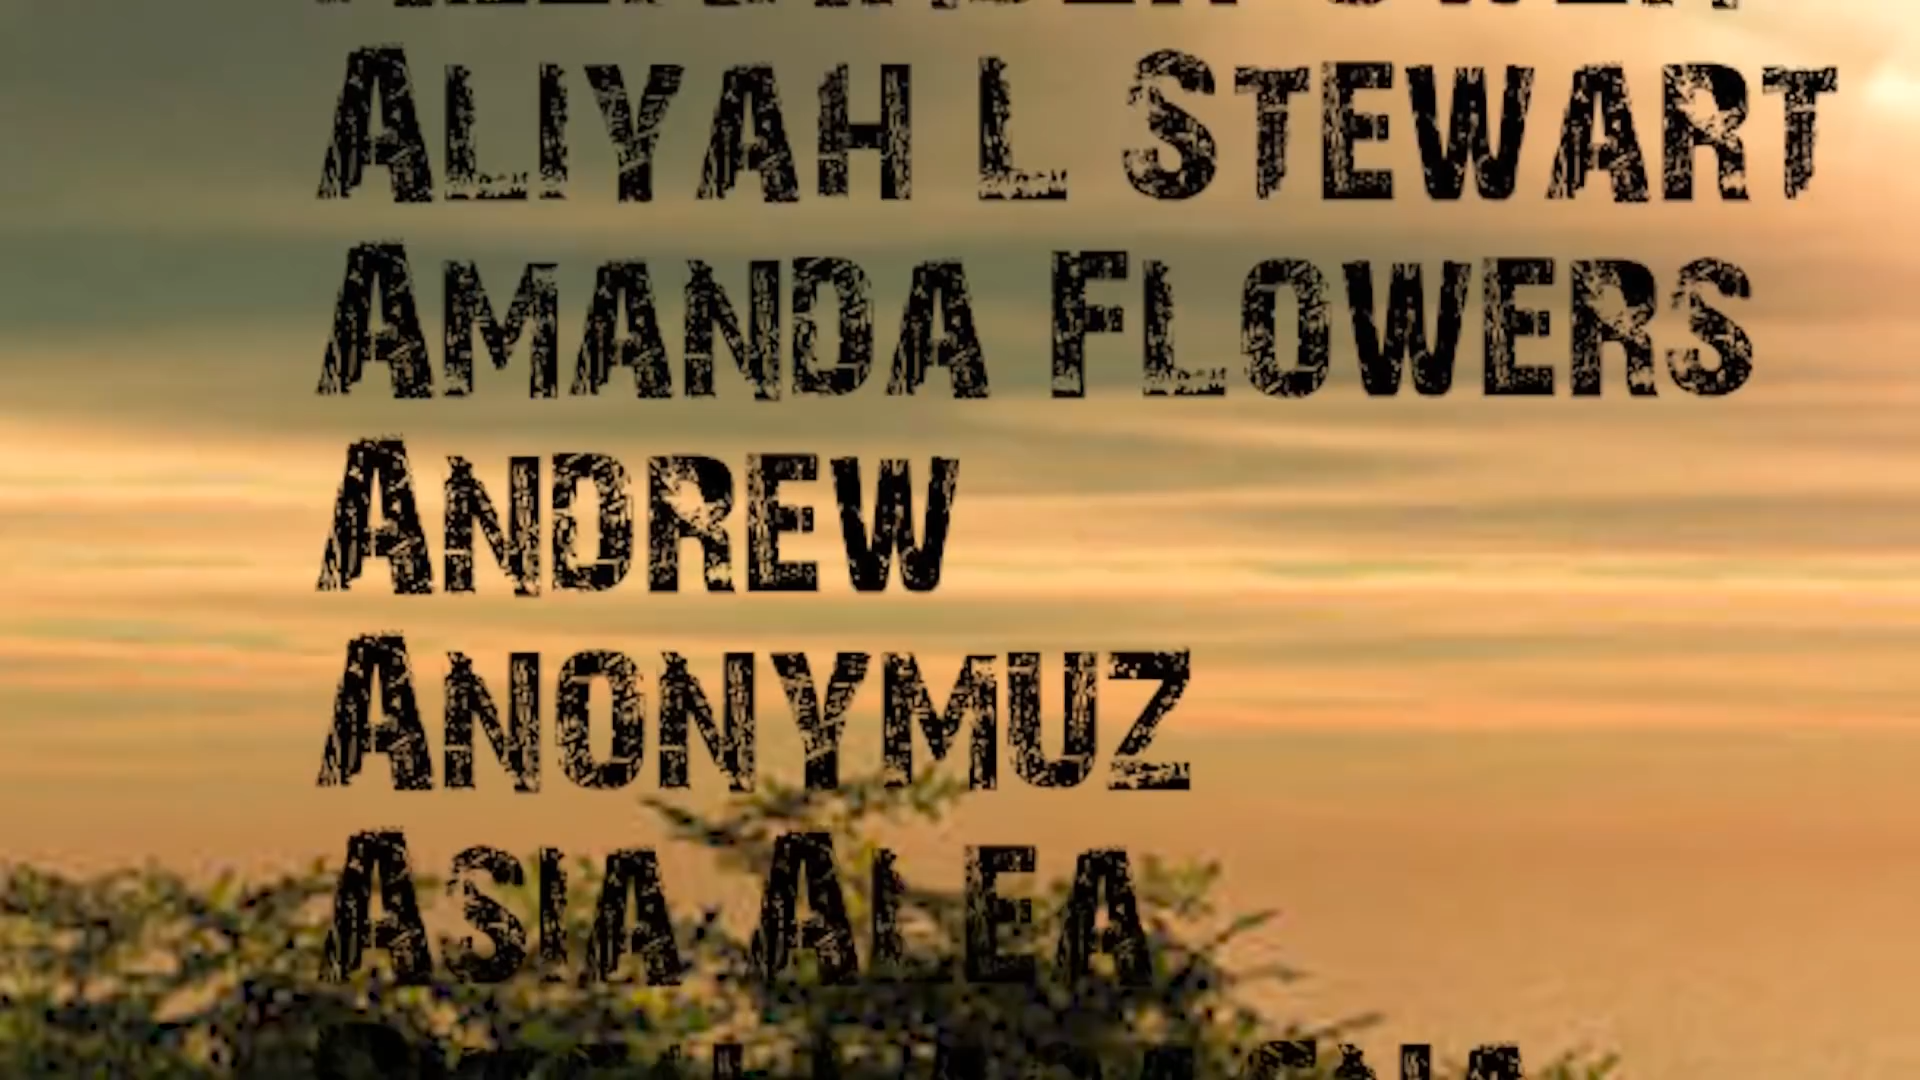 Aliyah L Stewart
Amanda Flowers
Andrew
Anonymuz
Asia Alea